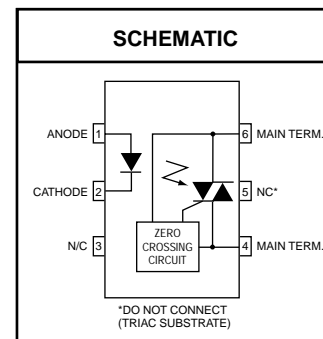 SCHEMATIC
ANODE 1
6 MAIN TERM.
CATHODE 2
5 NC*
N/C 3
ZERO
CROSSING
CIRCUIT
4 MAIN TERM.
*DO NOT CONNECT
(TRIAC SUBSTRATE)